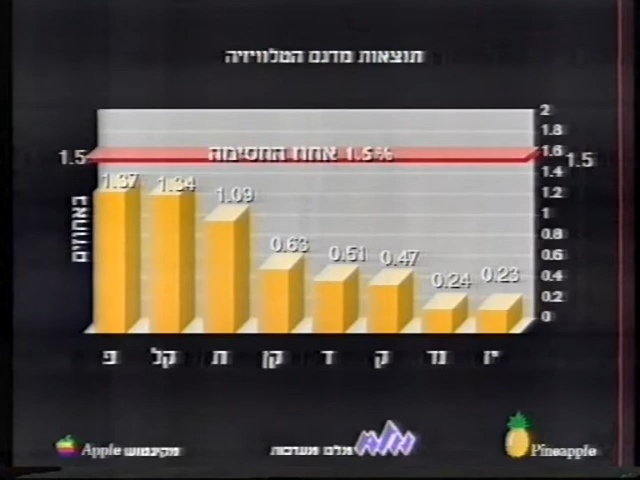 תוצאות מדגם הטלוויזיה
2
1.8
1.6
1.4
1.2
1
0.8
0.6
0.4
0.2
0
1.5 1.5% אחוז החסימה 1.5
באחוזים
1.37 1.34 1.09 0.63 0.51 0.47 0.24 0.23
פ קל ת קן ד ק נד יז
Apple מקינטוש
מערכות
Pineapple